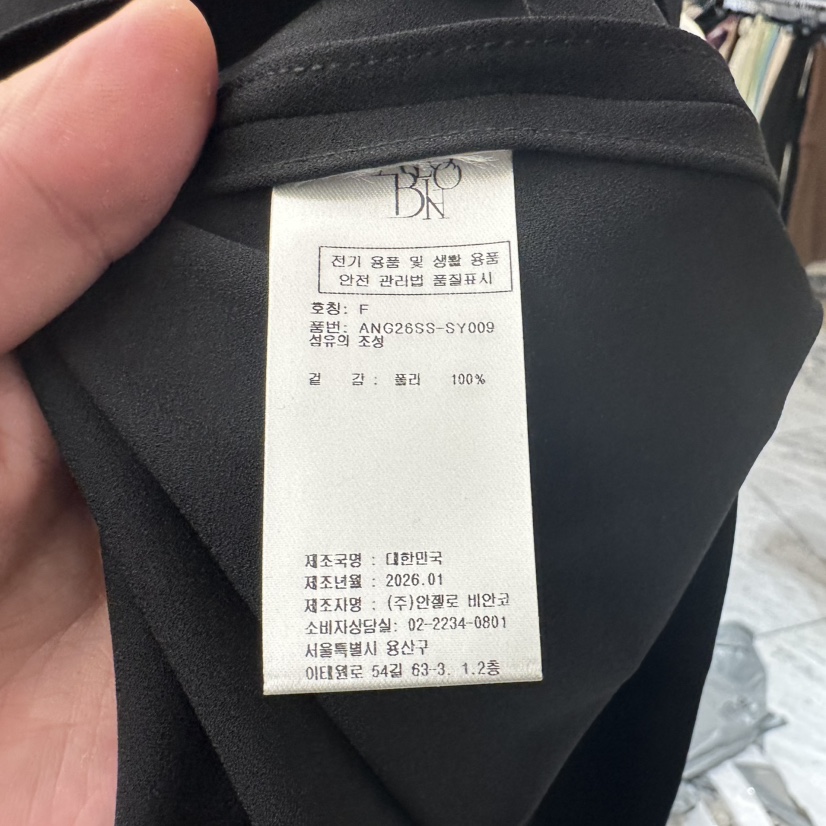 BN
전기 용품 및 생활 용품
안전 관리법 품질표시
호칭: F
품번: ANG26SS-SY009
섬유의 조성
겉 감 : 폴리 100%
제조국명 : 대한민국
제조년월 : 2026.01
제조자명 : (주)안젤로 비안코
소비자상담실: 02-2234-0801
서울특별시 용산구
이태원로 54길 63-3. 1.2층